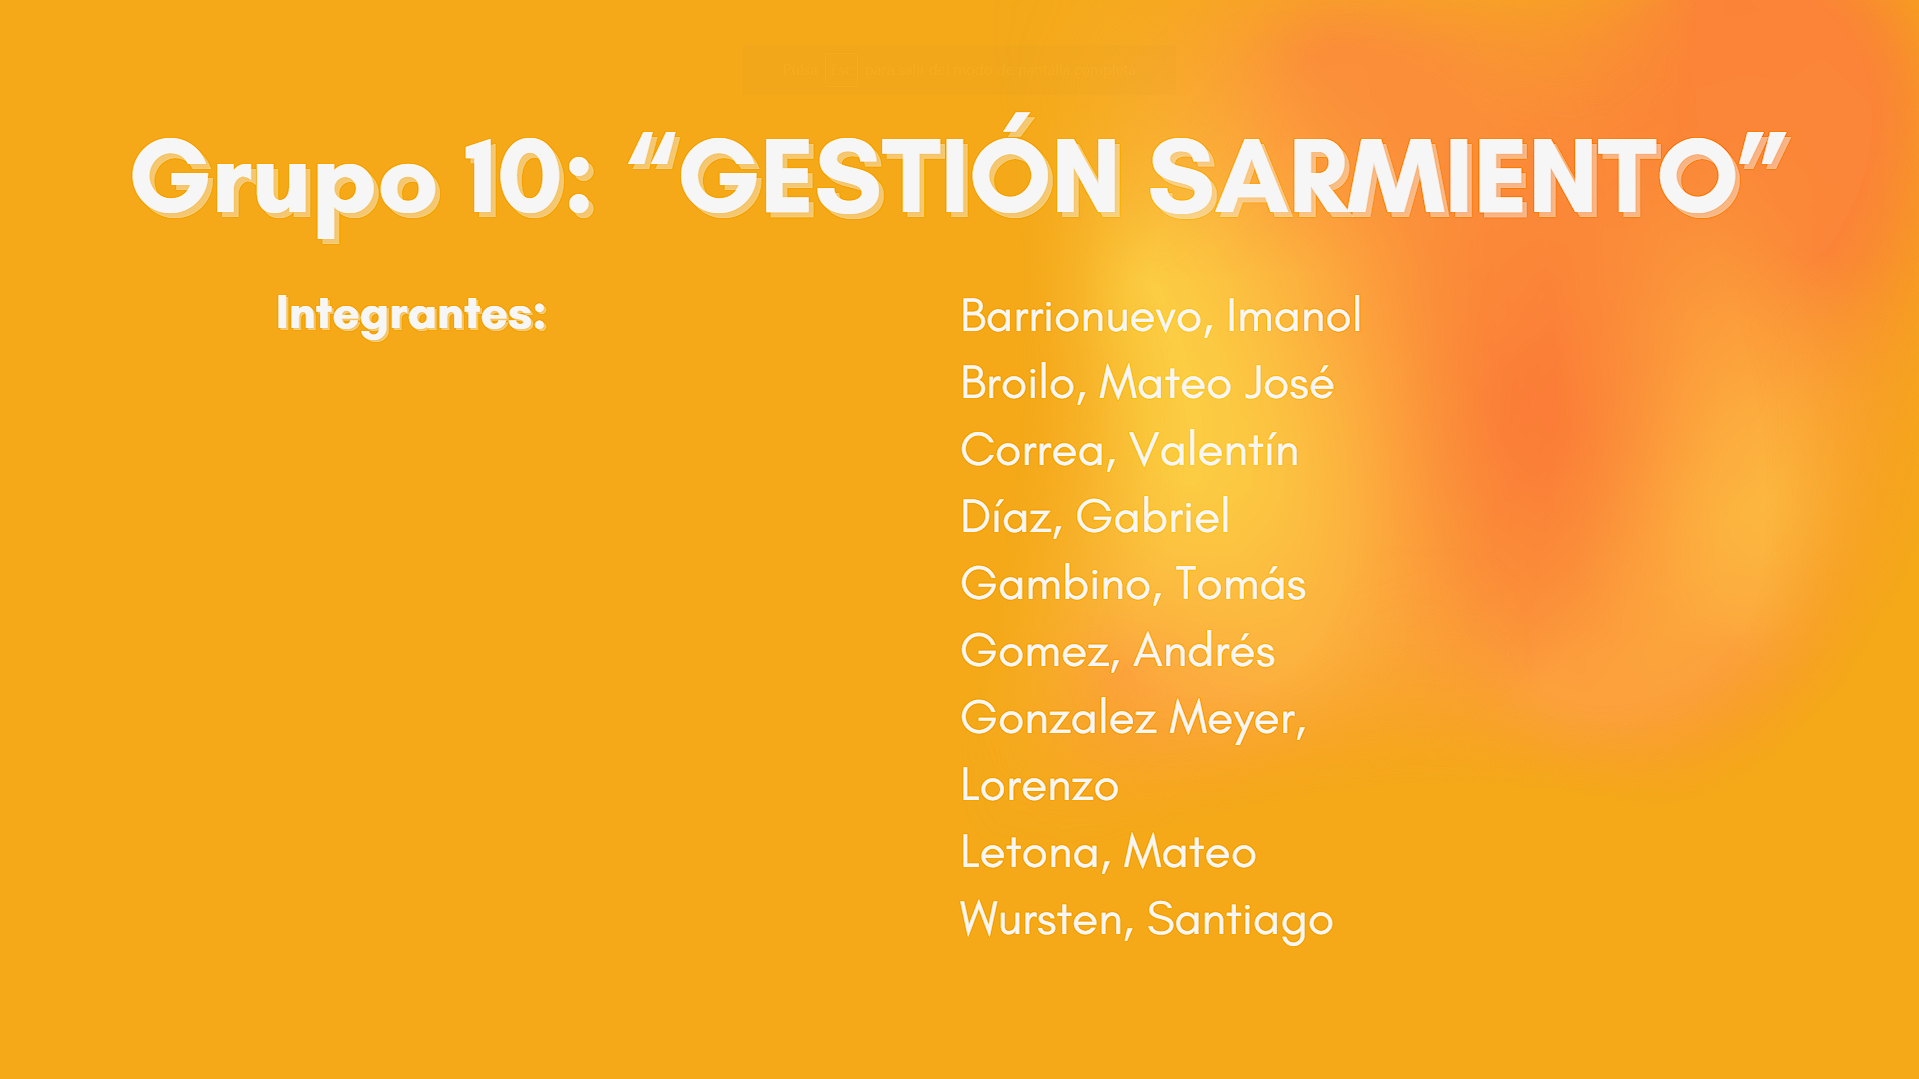 Grupo 10: “GESTIÓN SARMIENTO”
Integrantes:
Barrionuevo, Imanol
Broilo, Mateo José
Correa, Valentín
Díaz, Gabriel
Gambino, Tomás
Gomez, Andrés
Gonzalez Meyer,
Lorenzo
Letona, Mateo
Wursten, Santiago